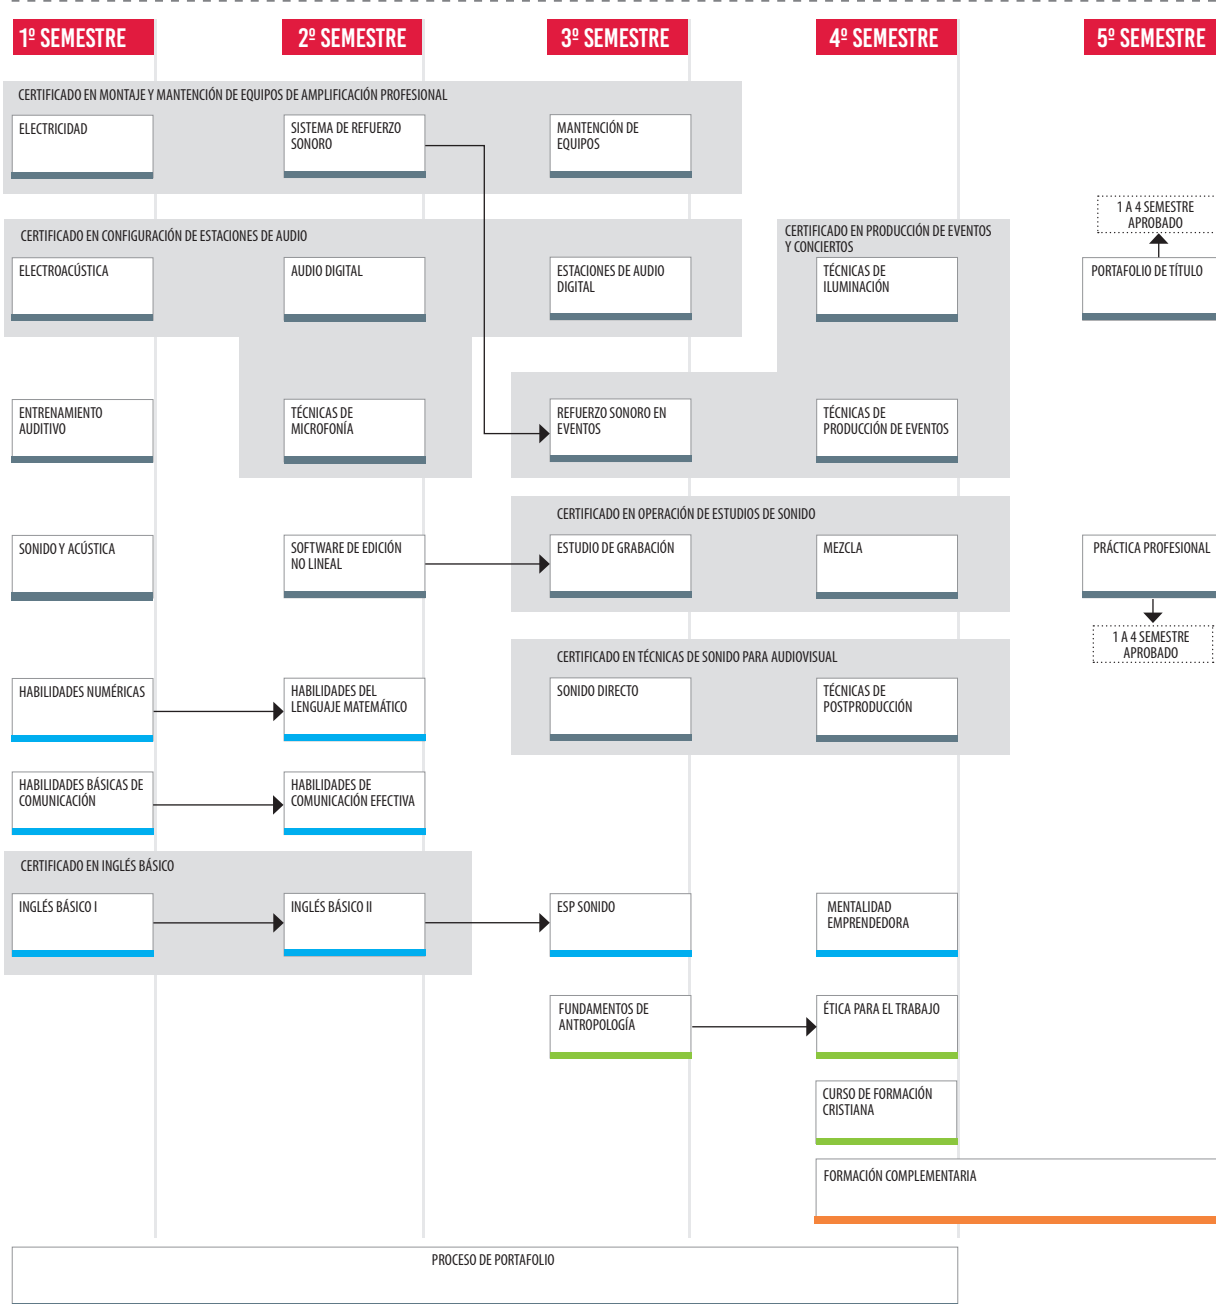 1º SEMESTRE
2º SEMESTRE
3º SEMESTRE
4º SEMESTRE
5º SEMESTRE
CERTIFICADO EN MONTAJE Y MANTENCIÓN DE EQUIPOS DE AMPLIFICACIÓN PROFESIONAL
ELECTRICIDAD
SISTEMA DE REFUERZO
SONORO
MANTENCIÓN DE
EQUIPOS
1 A 4 SEMESTRE
APROBADO
CERTIFICADO EN CONFIGURACIÓN DE ESTACIONES DE AUDIO
CERTIFICADO EN PRODUCCIÓN DE EVENTOS
Y CONCIERTOS
ELECTROACÚSTICA
AUDIO DIGITAL
ESTACIONES DE AUDIO
DIGITAL
TÉCNICAS DE
ILUMINACIÓN
PORTAFOLIO DE TÍTULO
ENTRENAMIENTO
AUDITIVO
TÉCNICAS DE
MICROFONÍA
REFUERZO SONORO EN
EVENTOS
TÉCNICAS DE
PRODUCCIÓN DE EVENTOS
CERTIFICADO EN OPERACIÓN DE ESTUDIOS DE SONIDO
SONIDO Y ACÚSTICA
SOFTWARE DE EDICIÓN
NO LINEAL
ESTUDIO DE GRABACIÓN
MEZCLA
PRÁCTICA PROFESIONAL
1 A 4 SEMESTRE
APROBADO
CERTIFICADO EN TÉCNICAS DE SONIDO PARA AUDIOVISUAL
HABILIDADES NUMÉRICAS
HABILIDADES DEL
LENGUAJE MATEMÁTICO
SONIDO DIRECTO
TÉCNICAS DE
POSTPRODUCCIÓN
HABILIDADES BÁSICAS DE
COMUNICACIÓN
HABILIDADES DE
COMUNICACIÓN EFECTIVA
CERTIFICADO EN INGLÉS BÁSICO
INGLÉS BÁSICO I
INGLÉS BÁSICO II
ESP SONIDO
MENTALIDAD
EMPRENDEDORA
FUNDAMENTOS DE
ANTROPOLOGÍA
ÉTICA PARA EL TRABAJO
CURSO DE FORMACIÓN
CRISTIANA
FORMACIÓN COMPLEMENTARIA
PROCESO DE PORTAFOLIO